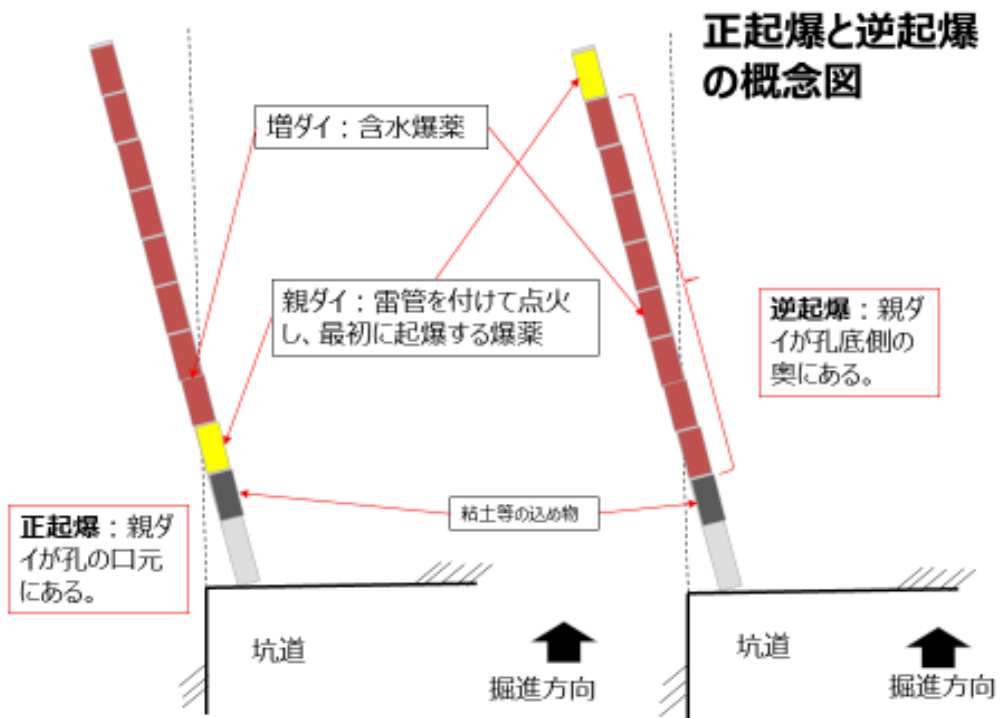 正起爆と逆起爆
の概念図
増ダイ：含水爆薬
親ダイ：雷管を付けて点火
し、最初に起爆する爆薬
逆起爆：親ダ
イが孔底側の
奥にある。
粘土等の込め物
正起爆：親ダ
イが孔の口元
にある。
坑道
掘進方向
坑道
掘進方向